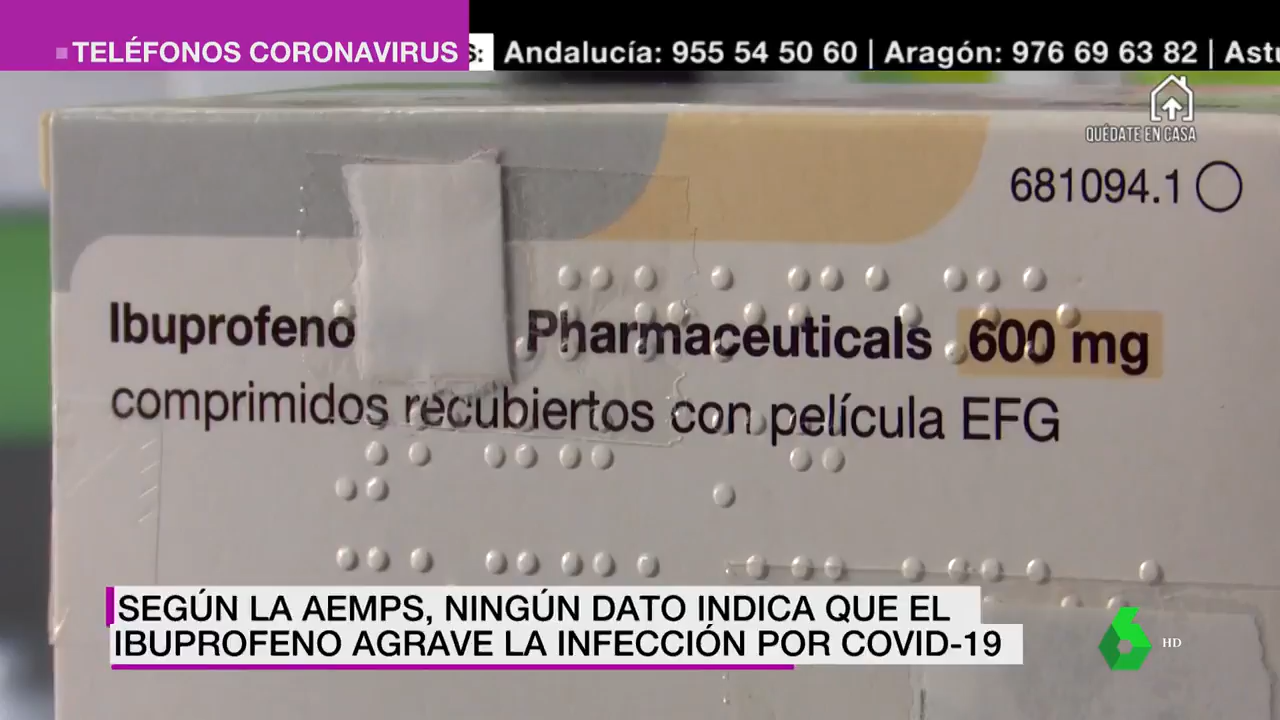 TELÉFONOS CORONAVIRUS
S: Andalucía: 955 54 50 60 | Aragón: 976 69 63 82 | Astu
QUÉDATE EN CASA
681094.1
Ibuprofeno Pharmaceuticals 600 mg
comprimidos recubiertos con película EFG
SEGÚN LA AEMPS, NINGÚN DATO INDICA QUE EL
IBUPROFENO AGRAVE LA INFECCIÓN POR COVID-19
HD